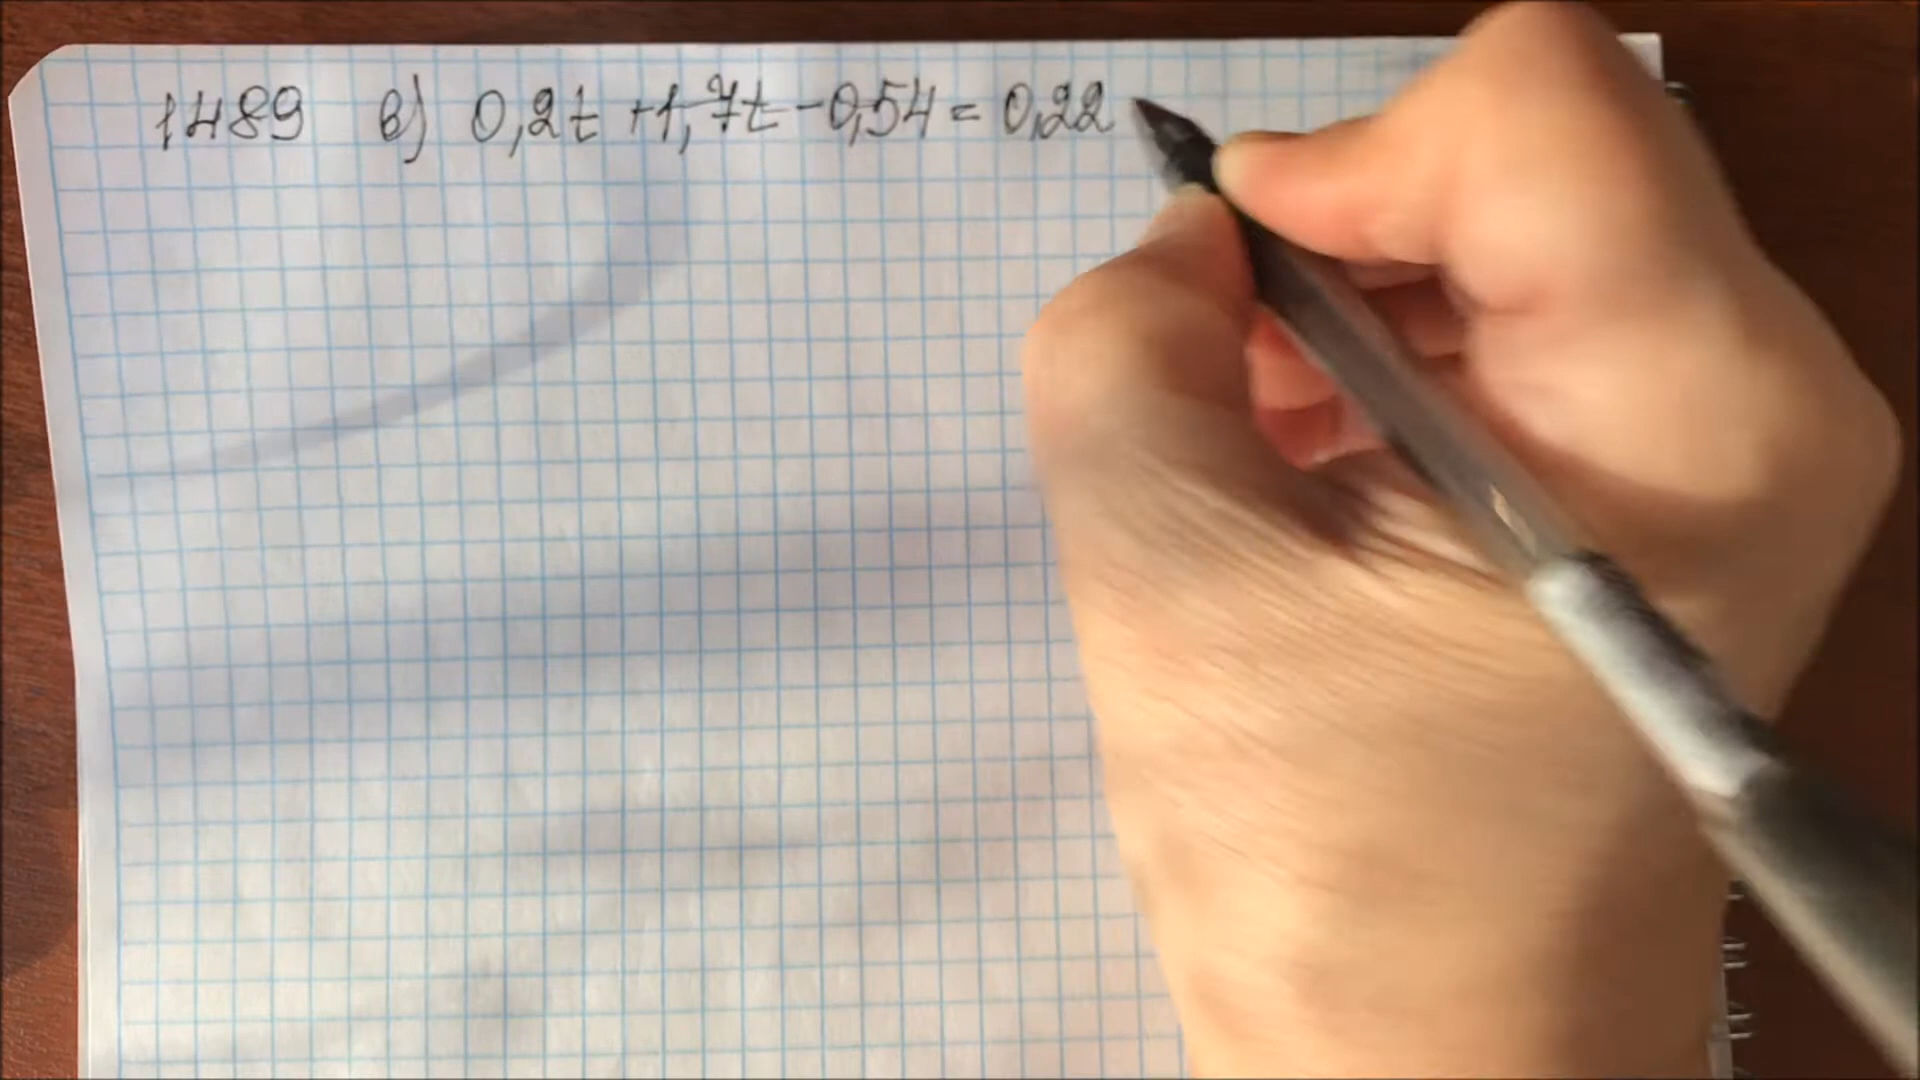 1489 в) 0,2t +1,7t - 0,54 = 0,22